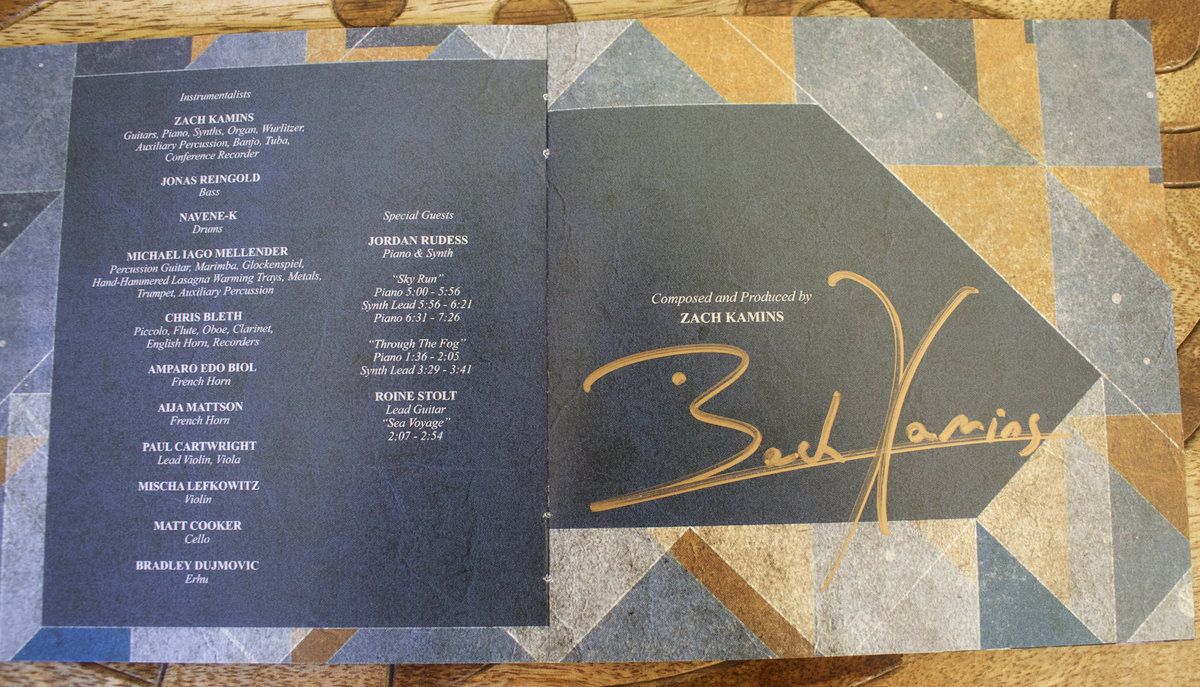 Instrumentalists
ZACH KAMINS
Guitars, Piano, Synths, Organ, Wurlitzer,
Auxiliary Percussion, Banjo, Tuba,
Conference Recorder
JONAS REINGOLD
Bass
NAVENE-K
Drums
MICHAEL IAGO MELLENDER
Percussion Guitar, Marimba, Glockenspiel,
Hand-Hammered Lasagna Warming Trays, Metals,
Trumpet, Auxiliary Percussion
CHRIS BLETH
Piccolo, Flute, Oboe, Clarinet,
English Horn, Recorders
AMPARO EDO BIOL
French Horn
AIJA MATTSON
French Horn
PAUL CARTWRIGHT
Lead Violin, Viola
MISCHA LEFKOWITZ
Violin
MATT COOKER
Cello
BRADLEY DUJMOVIC
Erhu
Special Guests
JORDAN RUDESS
Piano & Synth
“Sky Run”
Piano 5:00 - 5:56
Synth Lead 5:56 - 6:21
Piano 6:31 - 7:26
“Through The Fog”
Piano 1:36 - 2:05
Synth Lead 3:29 - 3:41
ROINE STOLT
Lead Guitar
“Sea Voyage”
2:07 - 2:54
Composed and Produced by
ZACH KAMINS
Zach Kamins